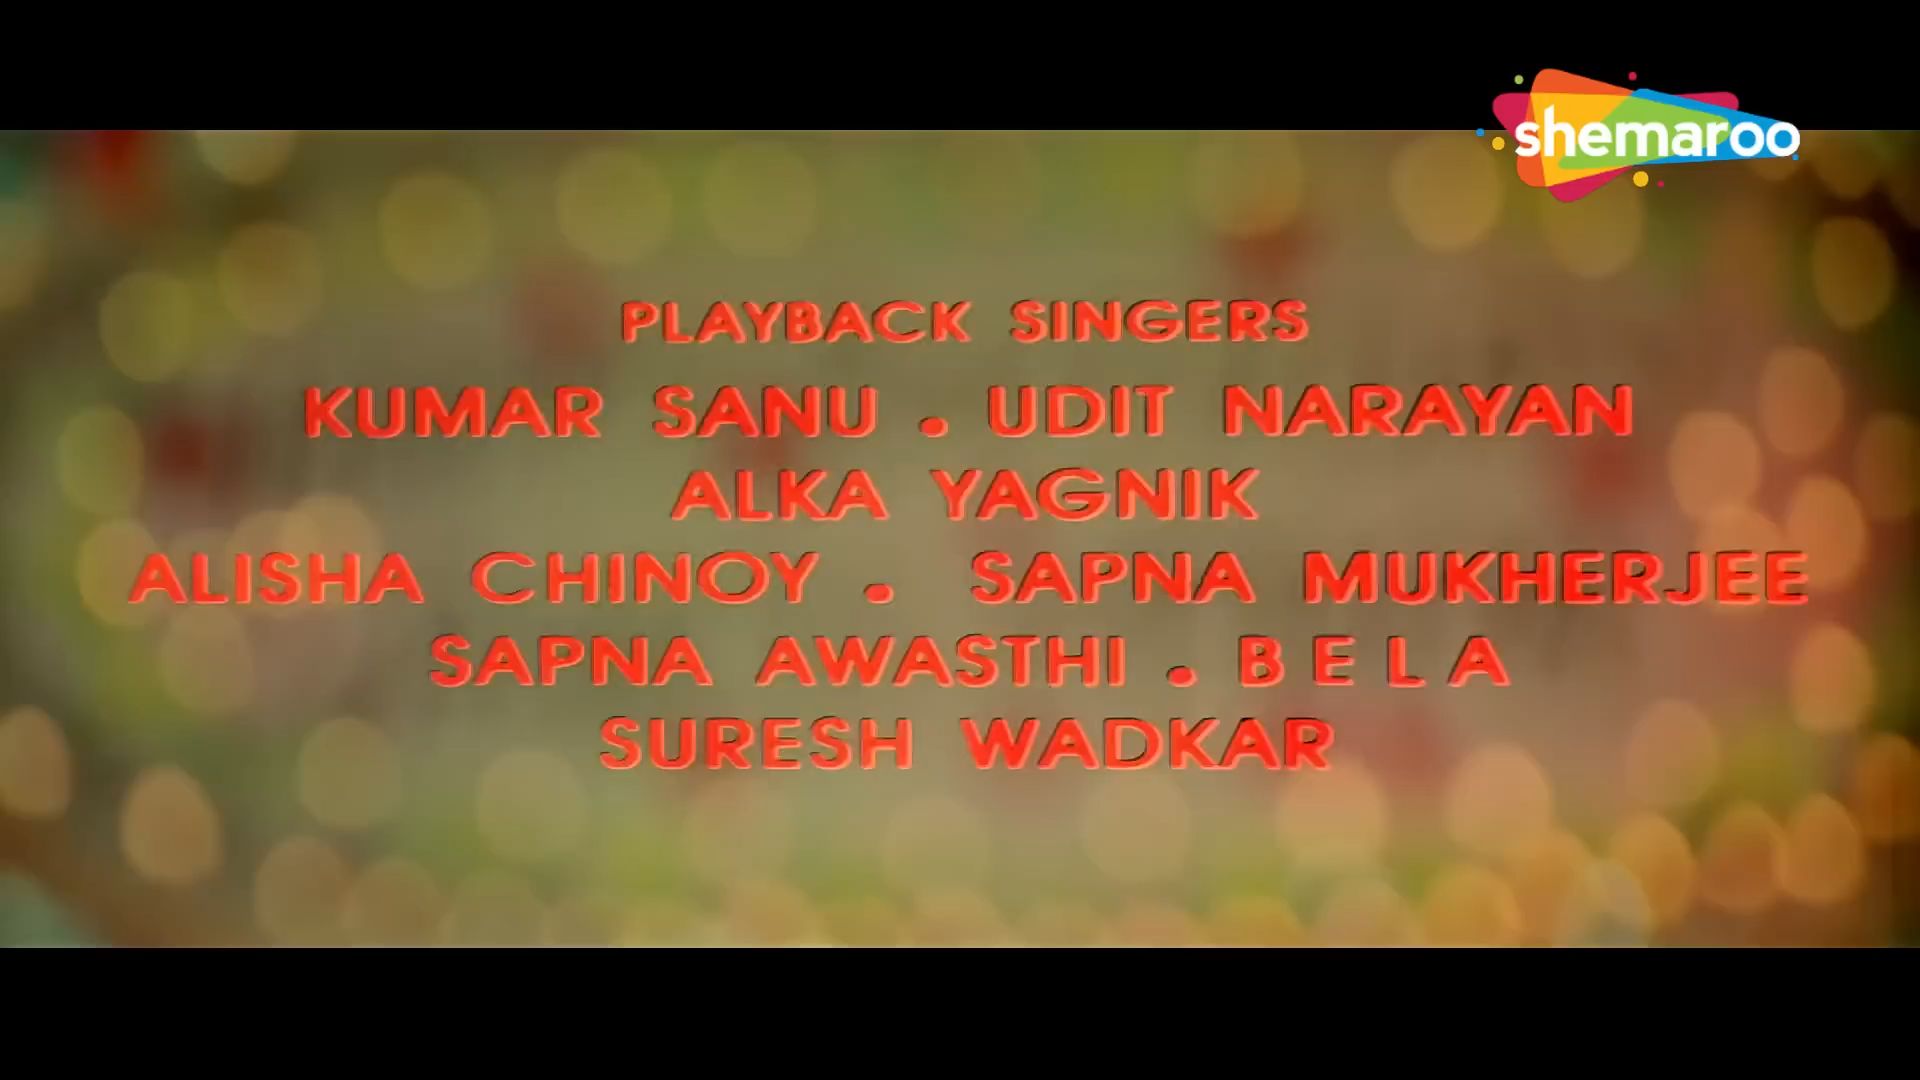 shemaroo
PLAYBACK SINGERS
KUMAR SANU . UDIT NARAYAN
ALKA YAGNIK
ALISHA CHINOY . SAPNA MUKHERJEE
SAPNA AWASTHI . B E L A
SURESH WADKAR